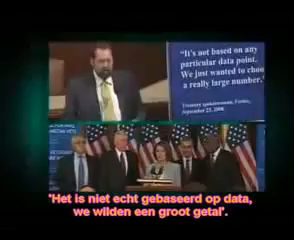 "It's not based on any
particular data point.
We just wanted to choo
a really large number."
Treasury spokeswoman, Forbes,
September 23, 2008
'Het is niet echt gebaseerd op data,
we wilden een groot getal'.